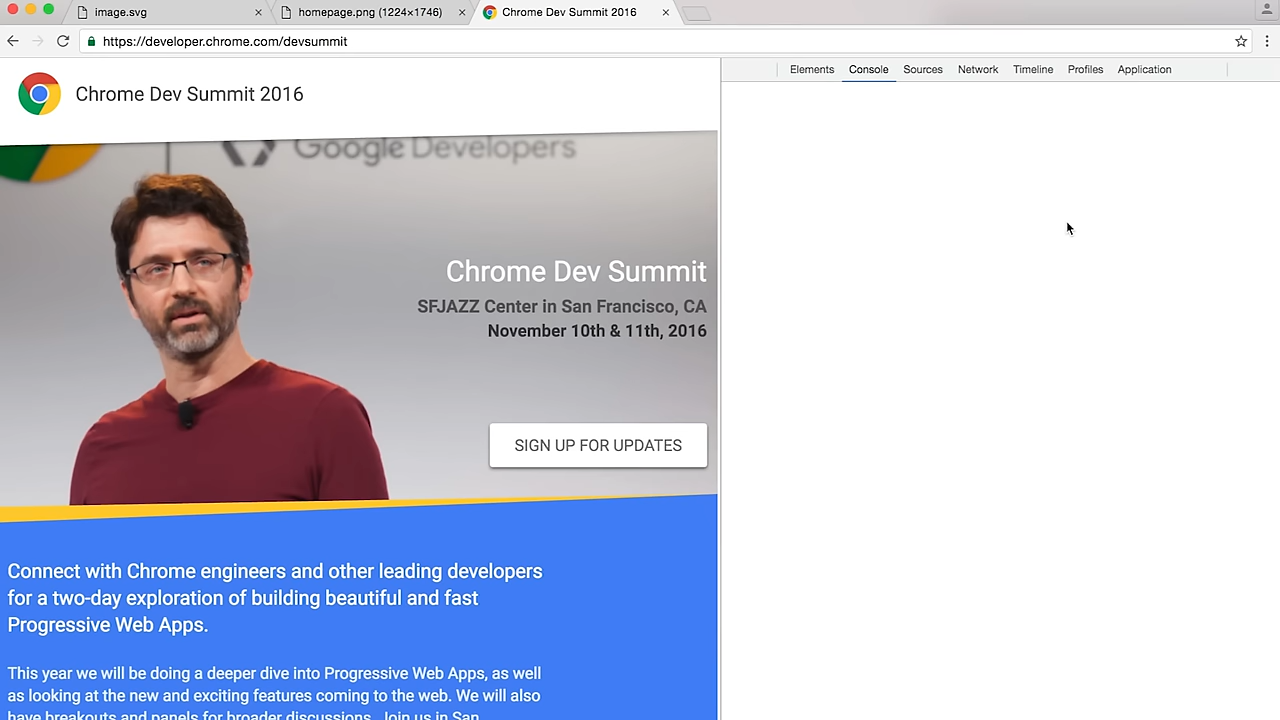 image.svg
homepage.png (1224×1746)
Chrome Dev Summit 2016
https://developer.chrome.com/devsummit
Elements Console Sources Network Timeline Profiles Application
Chrome Dev Summit 2016
Google Developers
Chrome Dev Summit
SFJAZZ Center in San Francisco, CA
November 10th & 11th, 2016
SIGN UP FOR UPDATES
Connect with Chrome engineers and other leading developers
for a two-day exploration of building beautiful and fast
Progressive Web Apps.
This year we will be doing a deeper dive into Progressive Web Apps, as well
as looking at the new and exciting features coming to the web. We will also
have breakouts and panels for broader discussions. Join us in San